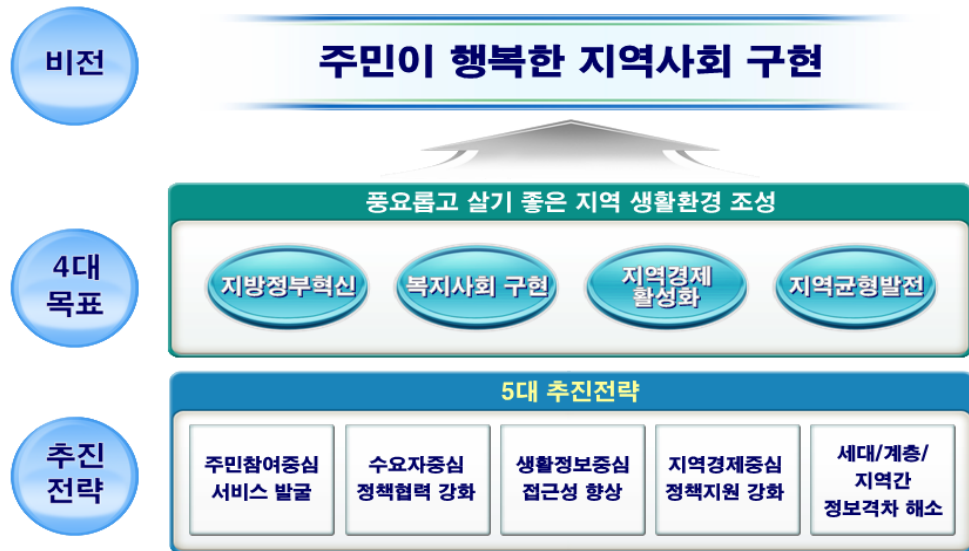 비전
주민이 행복한 지역사회 구현
4대
목표
풍요롭고 살기 좋은 지역 생활환경 조성
지방정부혁신
복지사회 구현
지역경제
활성화
지역균형발전
추진
전략
5대 추진전략
주민참여중심
서비스 발굴
수요자중심
정책협력 강화
생활정보중심
접근성 향상
지역경제중심
정책지원 강화
세대/계층/
지역간
정보격차 해소